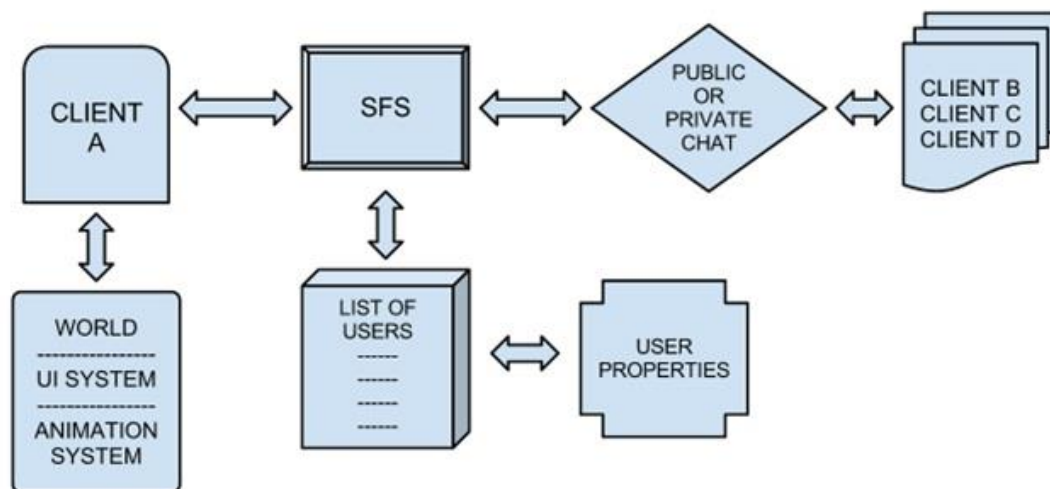 CLIENT
A
SFS
PUBLIC
OR
PRIVATE
CHAT
CLIENT B
CLIENT C
CLIENT D
WORLD
--------------
UI SYSTEM
--------------
ANIMATION
SYSTEM
LIST OF
USERS
------
------
------
------
USER
PROPERTIES